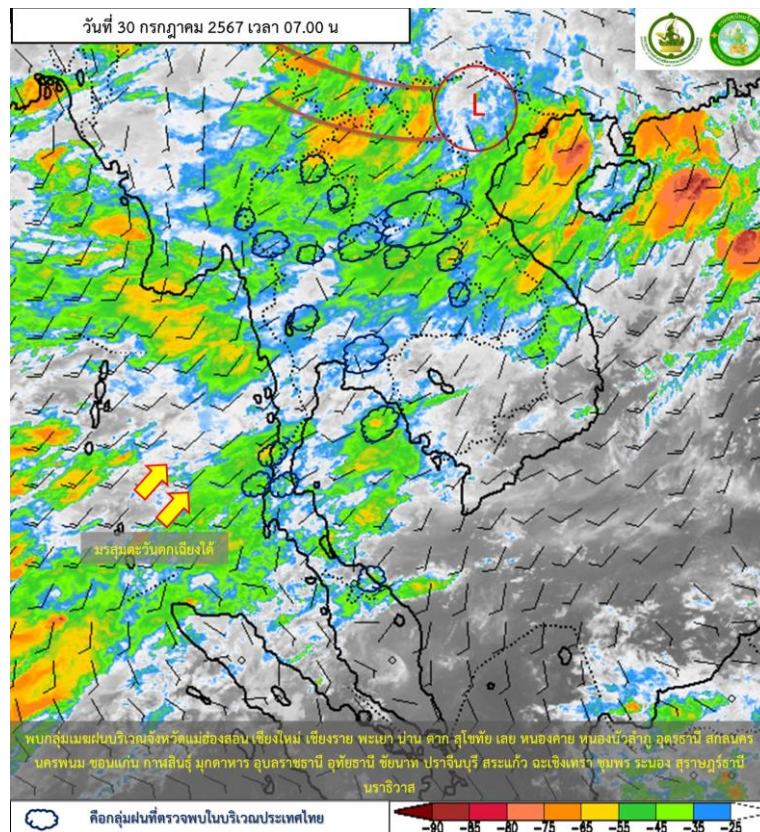 วันที่ 30 กรกฎาคม 2567 เวลา 07.00 น
L
มรสุมตะวันตกเฉียงใต้
พบกลุ่มเมฆฝนบริเวณจังหวัดแม่ฮ่องสอน เชียงใหม่ เชียงราย พะเยา น่าน ตาก สุโขทัย เลย หนองคาย หนองบัวลำภู อุดรธานี สกลนคร
นครพนม ขอนแก่น กาฬสินธุ์ มุกดาหาร อุบลราชธานี อุทัยธานี ชัยนาท ปราจีนบุรี สระแก้ว ฉะเชิงเทรา ชุมพร ระนอง สุราษฎร์ธานี
นราธิวาส
คือกลุ่มฝนที่ตรวจพบในบริเวณประเทศไทย
-90 -85 -80 -75 -65 -55 -45 -35 -25